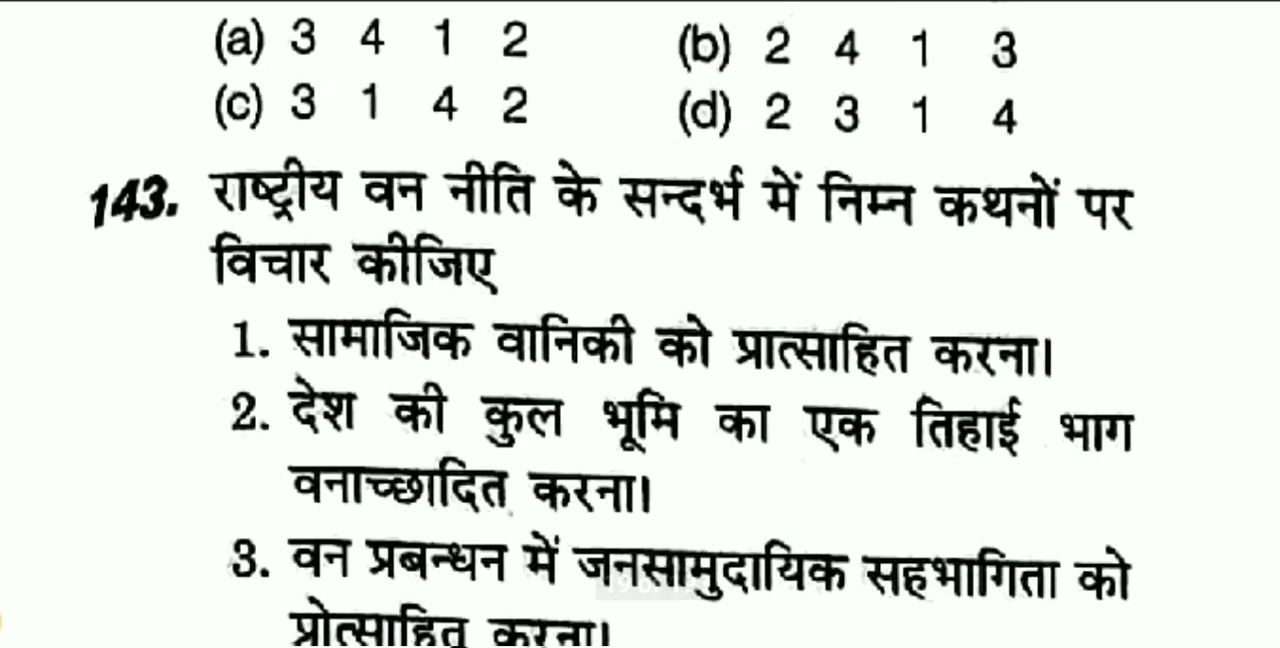 (a) 3 4 1 2 (b) 2 4 1 3
(c) 3 1 4 2 (d) 2 3 1 4
143. राष्ट्रीय वन नीति के सन्दर्भ में निम्न कथनों पर
विचार कीजिए
1. सामाजिक वानिकी को प्रात्साहित करना।
2. देश की कुल भूमि का एक तिहाई भाग
वनाच्छादित करना।
3. वन प्रबन्धन में जनसामुदायिक सहभागिता को
प्रोत्साहित करना।